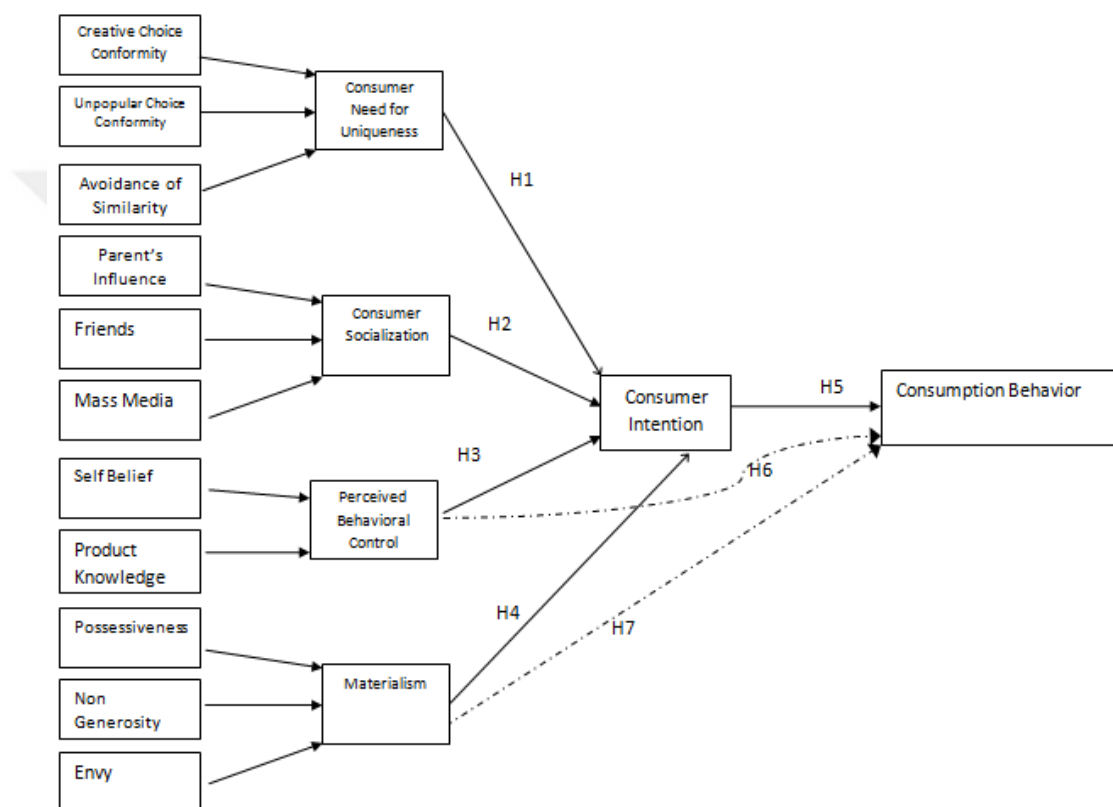 Creative Choice
Conformity
Unpopular Choice
Conformity
Avoidance of
Similarity
Consumer
Need for
Uniqueness
H1
Parent's
Influence
Friends
Mass Media
Consumer
Socialization
H2
Self Belief
Product
Knowledge
Perceived
Behavioral
Control
H3
Consumer
Intention
H5
Consumption Behavior
H6
Possessiveness
Non
Generosity
Envy
Materialism
H4
H7